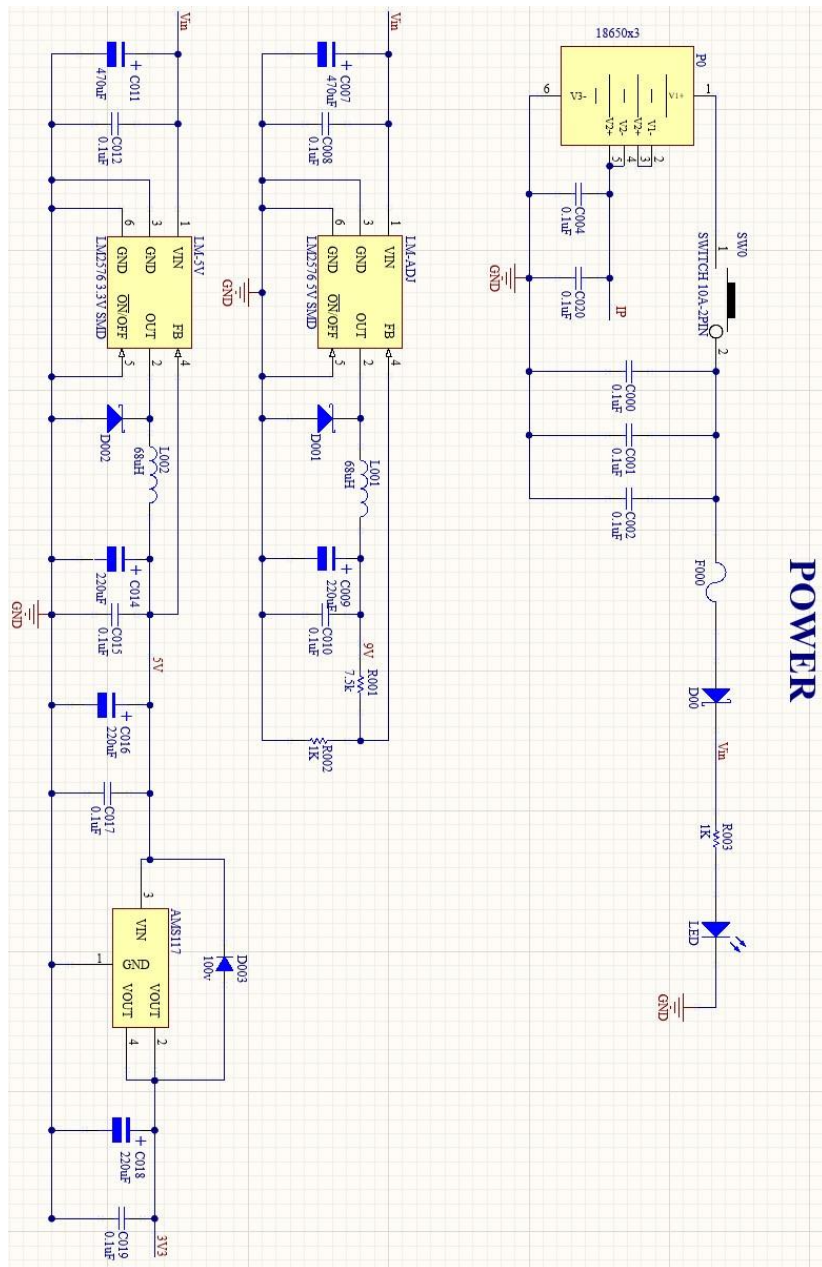 POWER
18650x3
P0
V1+
V1-
V2+
V2-
V2+
V3-
1
2
3
4
5
6
SW0
SWITCH 10A-2PIN
1
2
C004
0.1uF
C020
0.1uF
IP
GND
C000
0.1uF
C001
0.1uF
C002
0.1uF
F000
D00
Vin
R003
1K
LED
GND
Vin
C007
470uF
+
C008
0.1uF
LM-ADJ
VIN
GND
GND
FB
OUT
ON/OFF
1
3
6
4
2
5
LM2576 5V SMD
GND
D001
L001
68uH
C009
220uF
+
C010
0.1uF
9V
R001
7.5k
R002
1K
Vin
C011
470uF
+
C012
0.1uF
LM-5V
VIN
GND
GND
FB
OUT
ON/OFF
1
3
6
4
2
5
LM2576 3.3V SMD
D002
L002
68uH
C014
220uF
+
C015
0.1uF
GND
5V
C016
220uF
+
C017
0.1uF
AMS117
VIN
GND
VOUT
VOUT
3
1
2
4
D003
100v
C018
220uF
+
C019
0.1uF
3V3